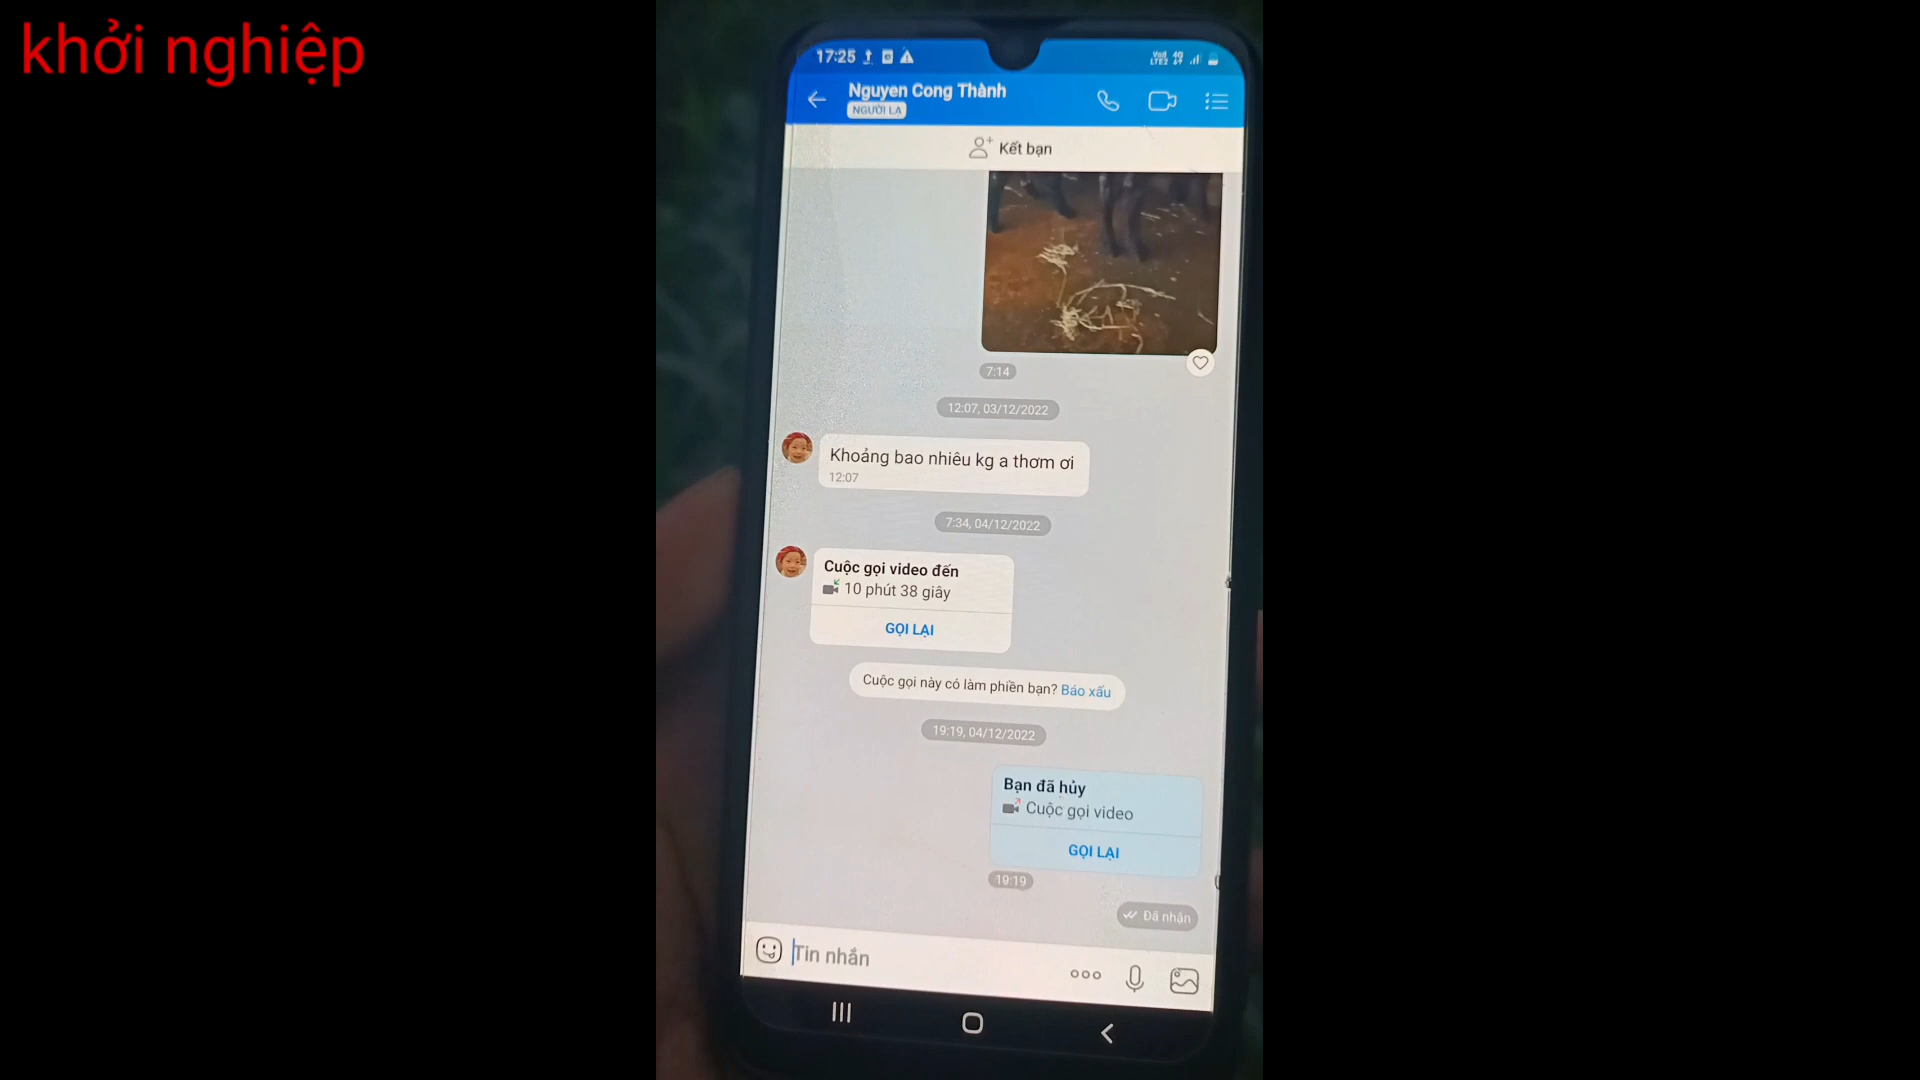 khởi nghiệp
17:25
Nguyen Cong Thành
NGƯỜI LẠ
Kết bạn
7:14
12:07, 03/12/2022
Khoảng bao nhiêu kg a thơm ơi
12:07
7:34, 04/12/2022
Cuộc gọi video đến
10 phút 38 giây
GỌI LẠI
Cuộc gọi này có làm phiền bạn? Báo xấu
19:19, 04/12/2022
Bạn đã hủy
Cuộc gọi video
GỌI LẠI
19:19
Đã nhận
Tin nhắn